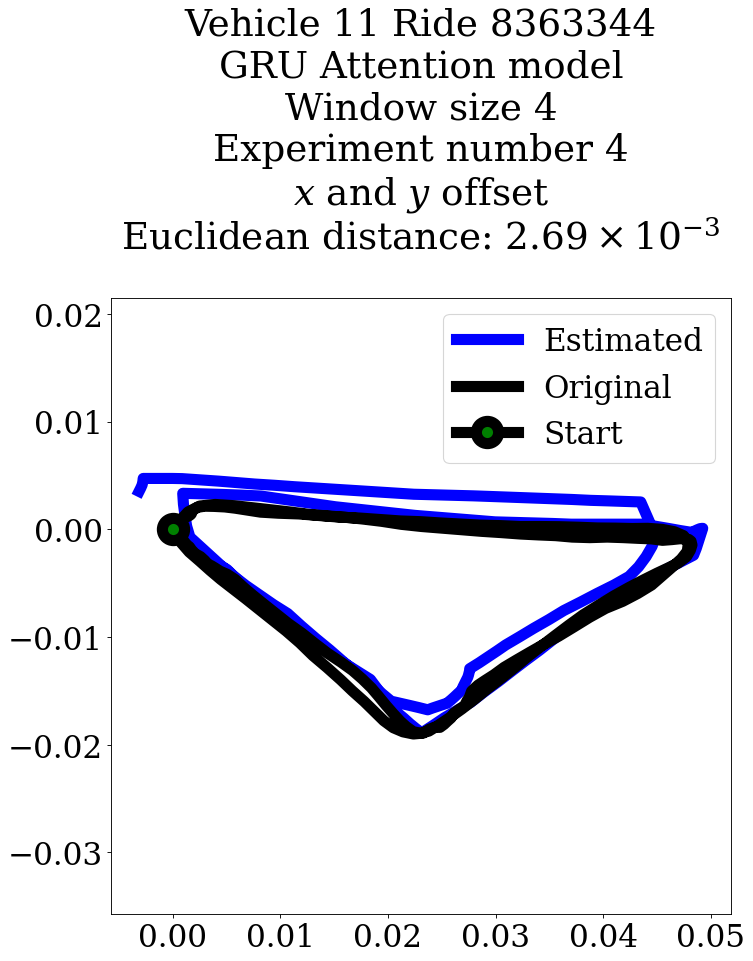 Vehicle 11 Ride 8363344
GRU Attention model
Window size 4
Experiment number 4
x and y offset
Euclidean distance: 2.69 × 10⁻³
Estimated
Original
Start
0.02
0.01
0.00
−0.01
−0.02
−0.03
0.00 0.01 0.02 0.03 0.04 0.05